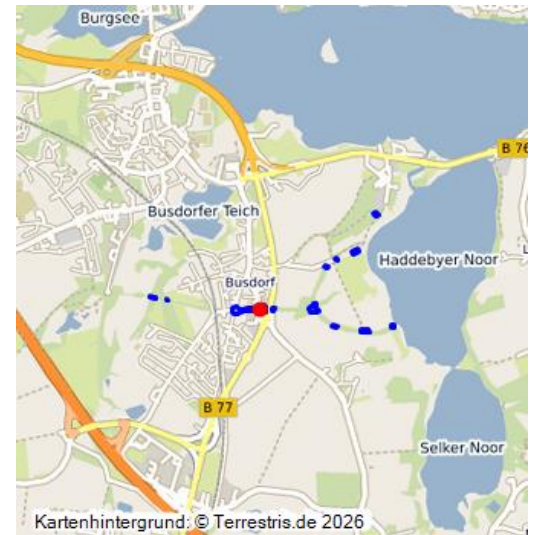 Burgsee
B 76
Busdorfer Teich
Haddebyer Noor
Busdorf
B 77
Selker Noor
Kartenhintergrund: © Terrestris.de 2026